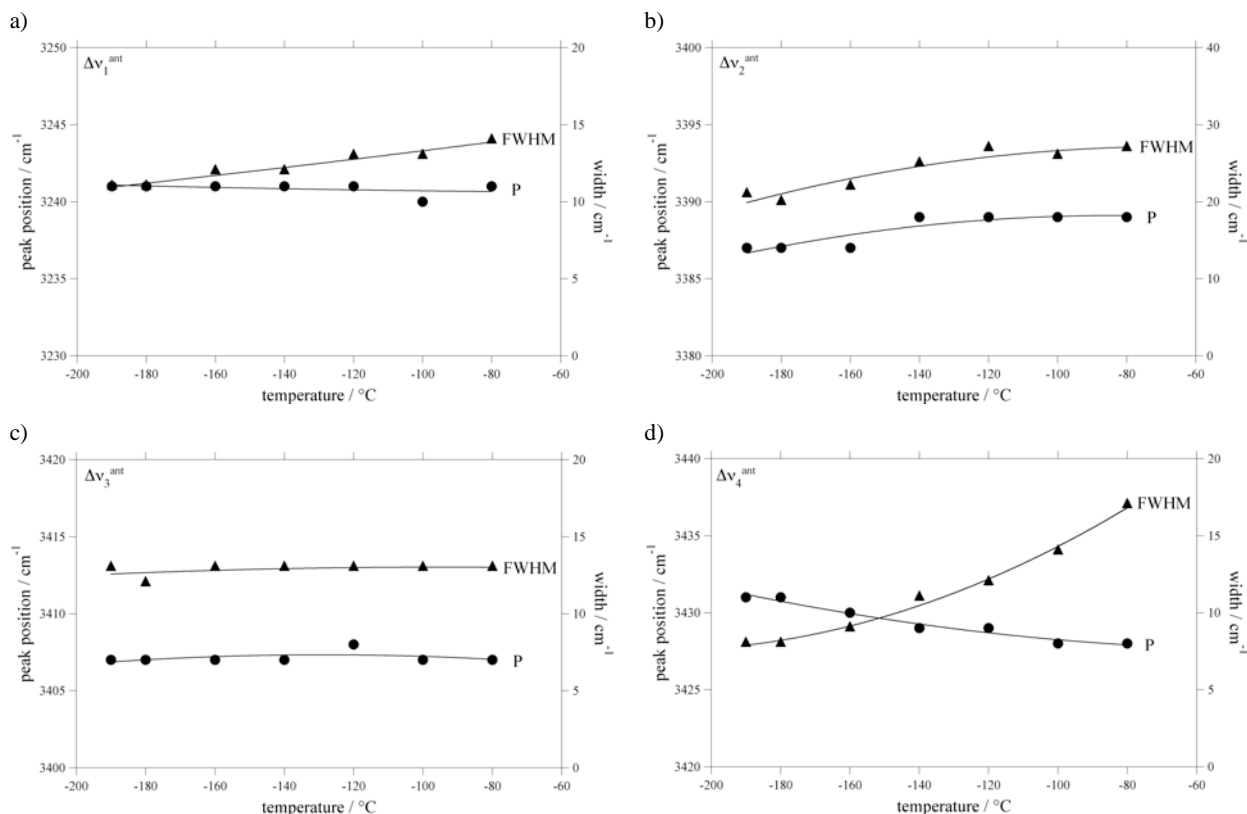 a)
Δν₁ᵃⁿᵗ
3250
3245
3240
3235
3230
peak position / cm⁻¹
20
15
10
5
0
width / cm⁻¹
FWHM
P
-200
-180
-160
-140
-120
-100
-80
-60
temperature / °C
b)
Δν₂ᵃⁿᵗ
3400
3395
3390
3385
3380
peak position / cm⁻¹
40
30
20
10
0
width / cm⁻¹
FWHM
P
-200
-180
-160
-140
-120
-100
-80
-60
temperature / °C
c)
Δν₃ᵃⁿᵗ
3420
3415
3410
3405
3400
peak position / cm⁻¹
20
15
10
5
0
width / cm⁻¹
FWHM
P
-200
-180
-160
-140
-120
-100
-80
-60
temperature / °C
d)
Δν₄ᵃⁿᵗ
3440
3435
3430
3425
3420
peak position / cm⁻¹
20
15
10
5
0
width / cm⁻¹
FWHM
P
-200
-180
-160
-140
-120
-100
-80
-60
temperature / °C